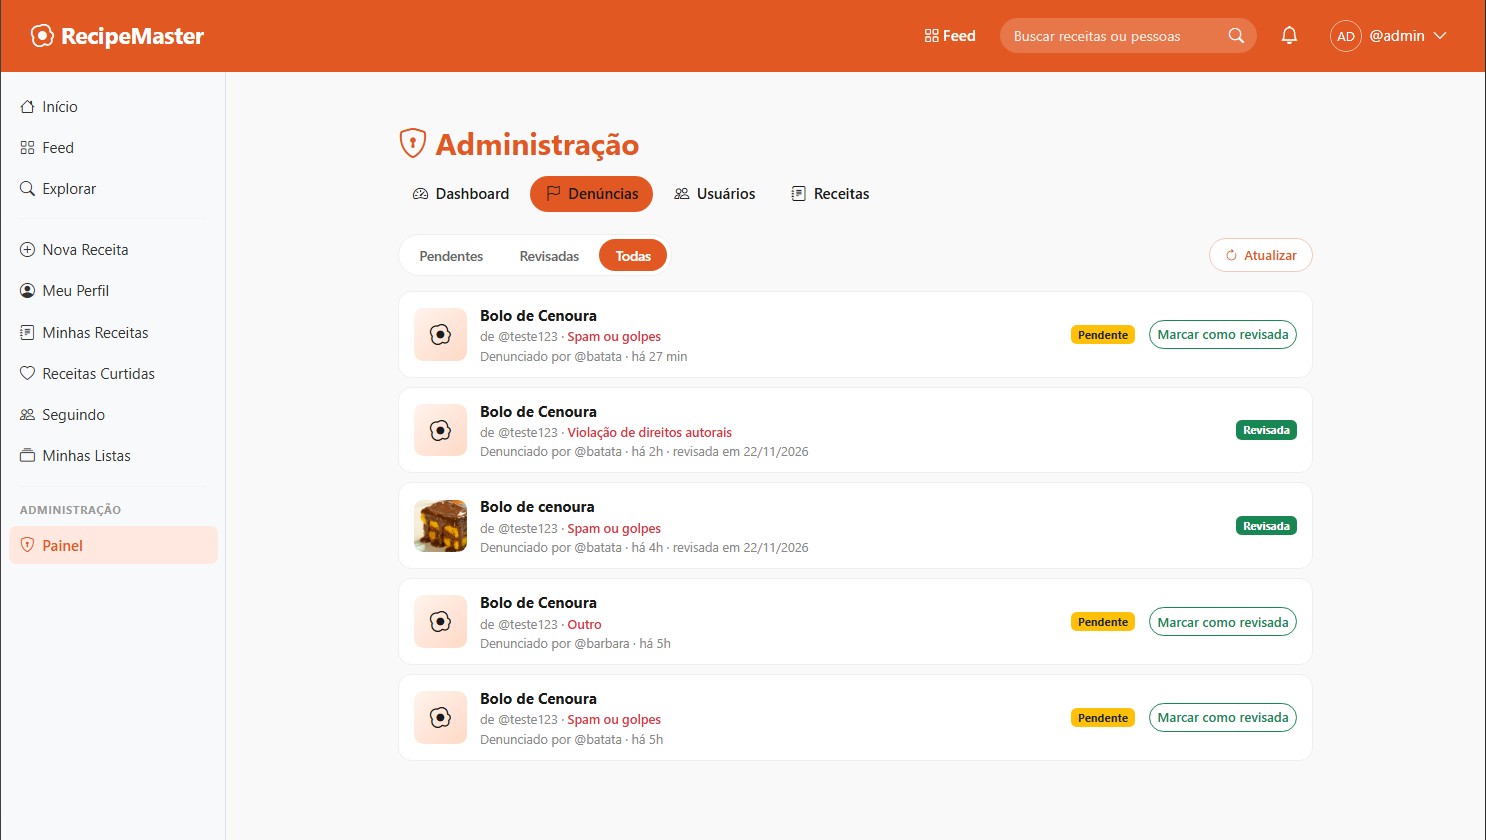 RecipeMaster
Feed
Buscar receitas ou pessoas
AD @admin
Início
Feed
Explorar
Nova Receita
Meu Perfil
Minhas Receitas
Receitas Curtidas
Seguindo
Minhas Listas
ADMINISTRAÇÃO
Painel
Administração
Dashboard Denúncias Usuários Receitas
Pendentes Revisadas Todas
Atualizar
Bolo de Cenoura
de @teste123 · Spam ou golpes
Denunciado por @batata · há 27 min
Pendente Marcar como revisada
Bolo de Cenoura
de @teste123 · Violação de direitos autorais
Denunciado por @batata · há 2h · revisada em 22/11/2026
Revisada
Bolo de cenoura
de @teste123 · Spam ou golpes
Denunciado por @batata · há 4h · revisada em 22/11/2026
Revisada
Bolo de Cenoura
de @teste123 · Outro
Denunciado por @barbara · há 5h
Pendente Marcar como revisada
Bolo de Cenoura
de @teste123 · Spam ou golpes
Denunciado por @batata · há 5h
Pendente Marcar como revisada